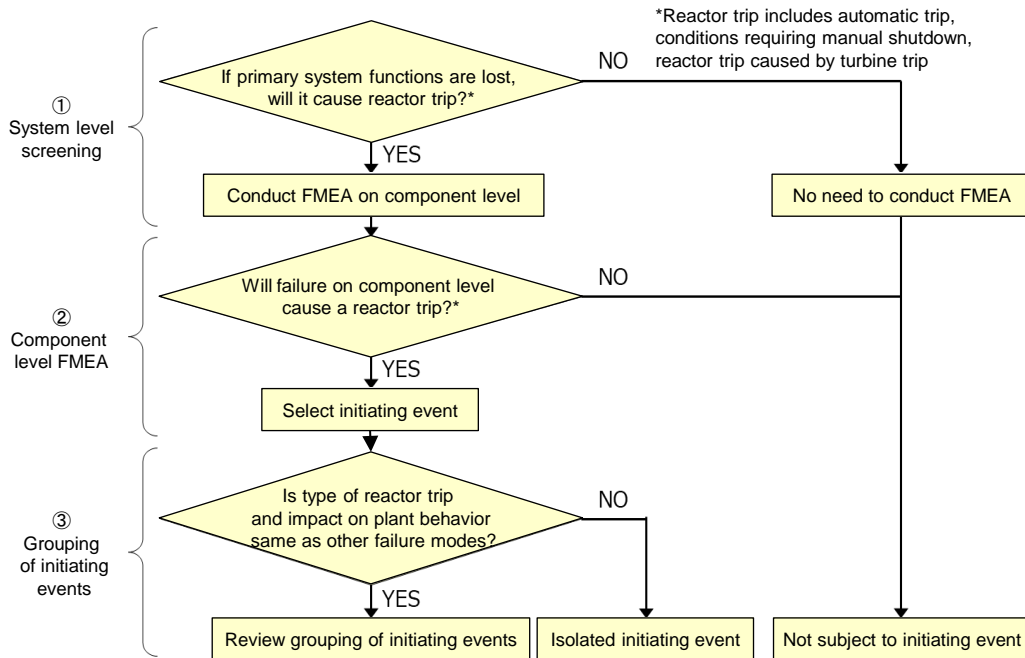 *Reactor trip includes automatic trip,
conditions requiring manual shutdown,
reactor trip caused by turbine trip
①
System level
screening
If primary system functions are lost,
will it cause reactor trip?*
NO
YES
Conduct FMEA on component level
No need to conduct FMEA
②
Component
level FMEA
Will failure on component level
cause a reactor trip?*
NO
YES
Select initiating event
③
Grouping
of initiating
events
Is type of reactor trip
and impact on plant behavior
same as other failure modes?
NO
YES
Review grouping of initiating events
Isolated initiating event
Not subject to initiating event